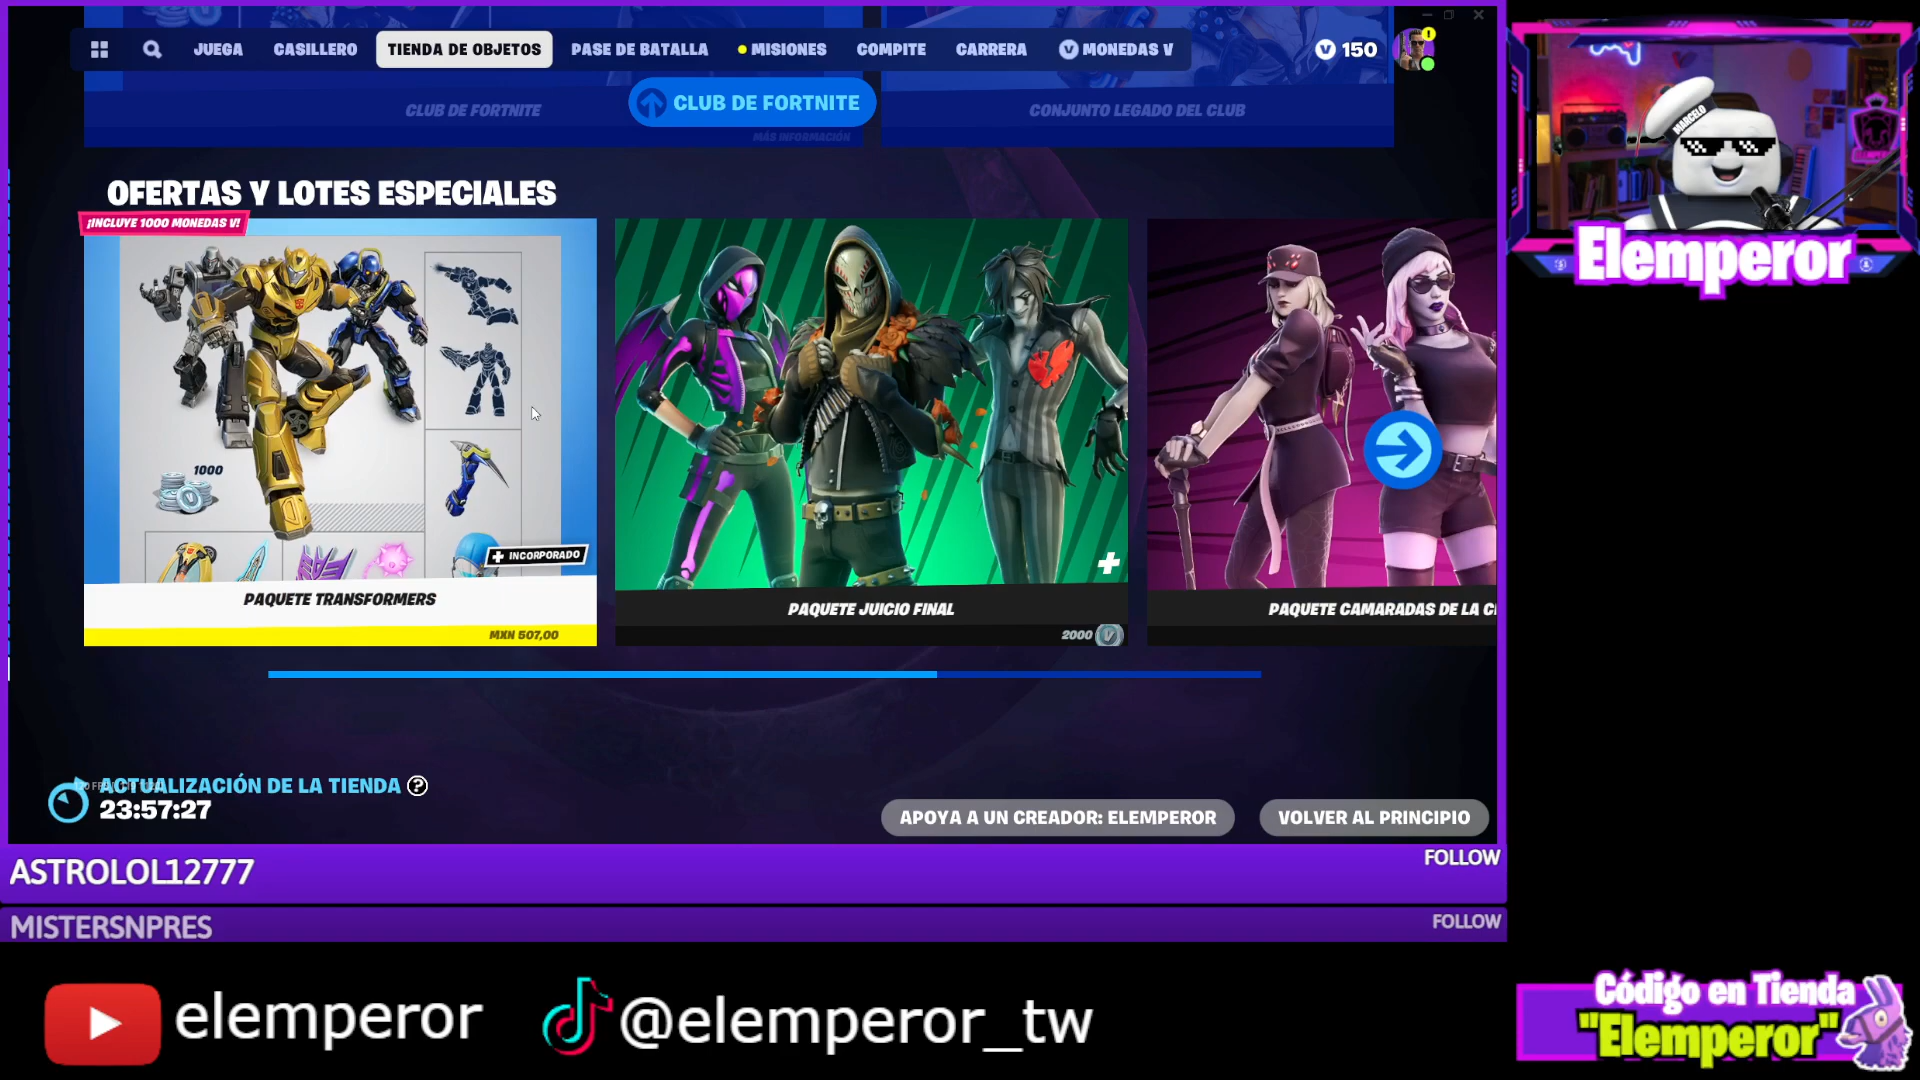 JUEGA
CASILLERO
TIENDA DE OBJETOS
PASE DE BATALLA
MISIONES
COMPITE
CARRERA
MONEDAS V
150
CLUB DE FORTNITE
CLUB DE FORTNITE
CONJUNTO LEGADO DEL CLUB
MÁS INFORMACIÓN
OFERTAS Y LOTES ESPECIALES
¡INCLUYE 1000 MONEDAS V!
1000
INCORPORADO
PAQUETE TRANSFORMERS
MXN 507,00
PAQUETE JUICIO FINAL
2000
PAQUETE CAMARADAS DE LA
ACTUALIZACIÓN DE LA TIENDA
23:57:27
APOYA A UN CREADOR: ELEMPEROR
VOLVER AL PRINCIPIO
MARCELO
Elemperor
ASTROLOL12777
FOLLOW
MISTERSNPRES
FOLLOW
elemperor
@elemperor_tw
Código en Tienda
"Elemperor"